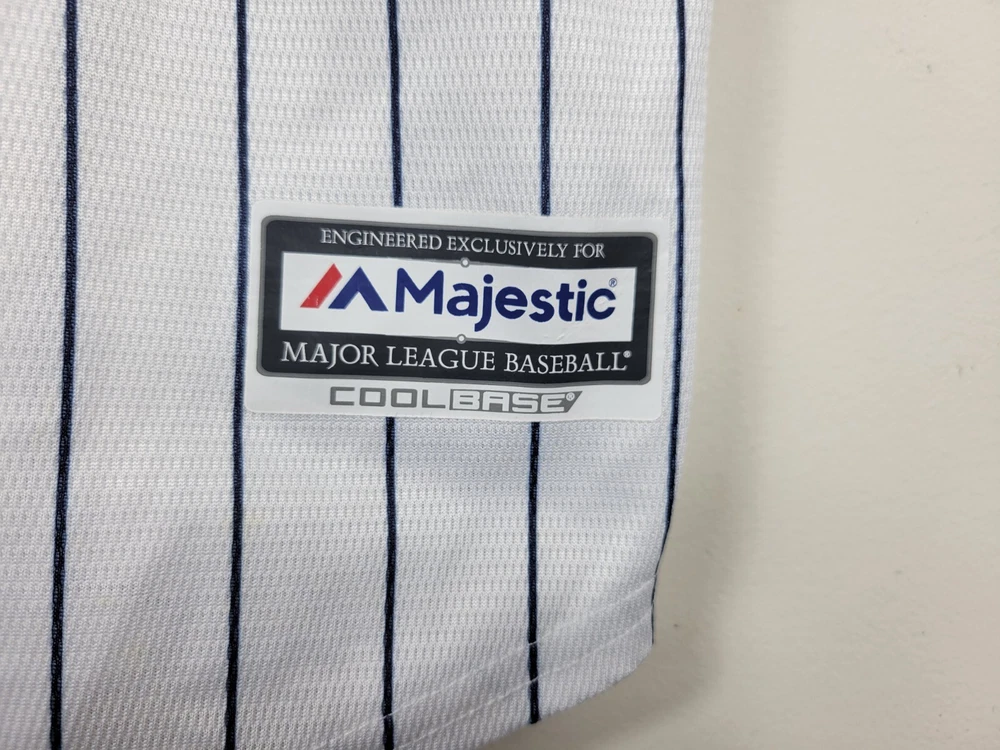 ENGINEERED EXCLUSIVELY FOR
Majestic®
MAJOR LEAGUE BASEBALL®
COOLBASE®